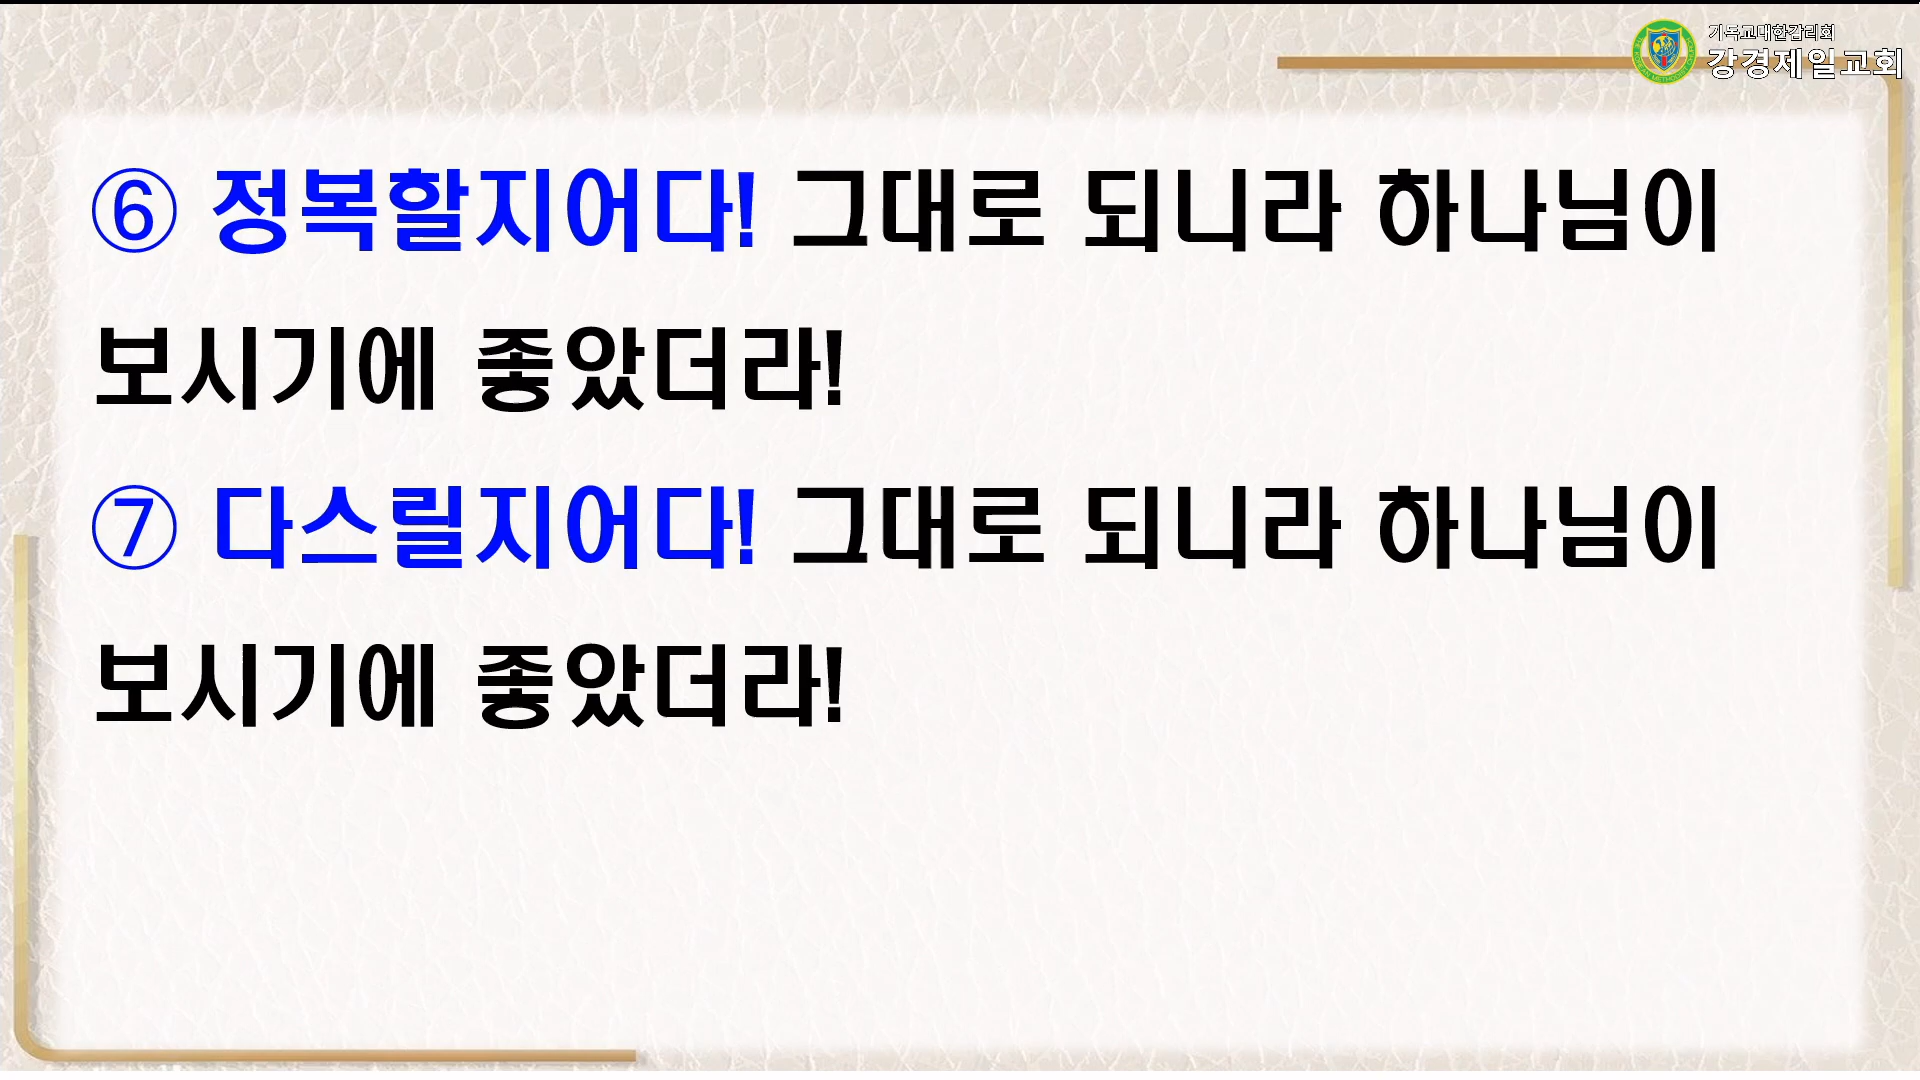 기독교대한감리회
강경제일교회
⑥ 정복할지어다! 그대로 되니라 하나님이
보시기에 좋았더라!
⑦ 다스릴지어다! 그대로 되니라 하나님이
보시기에 좋았더라!